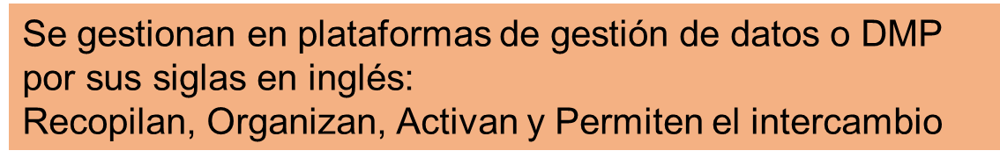 Se gestionan en plataformas de gestión de datos o DMP
por sus siglas en inglés:
Recopilan, Organizan, Activan y Permiten el intercambio